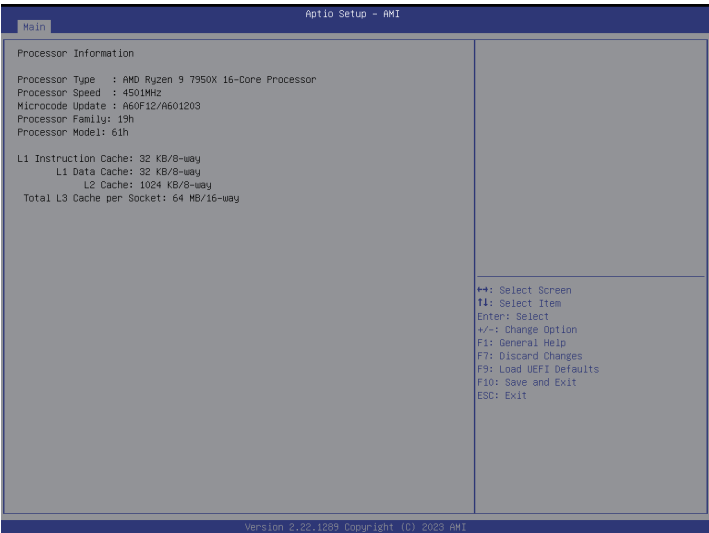 Aptio Setup - AMI
Main
Processor Information
Processor Type   : AMD Ryzen 9 7950X 16-Core Processor
Processor Speed  : 4501MHz
Microcode Update : A60F12/A601203
Processor Family: 19h
Processor Model: 61h
L1 Instruction Cache: 32 KB/8-way
L1 Data Cache: 32 KB/8-way
L2 Cache: 1024 KB/8-way
Total L3 Cache per Socket: 64 MB/16-way
↔: Select Screen
↑↓: Select Item
Enter: Select
+/-: Change Option
F1: General Help
F7: Discard Changes
F9: Load UEFI Defaults
F10: Save and Exit
ESC: Exit
Version 2.22.1289 Copyright (C) 2023 AMI